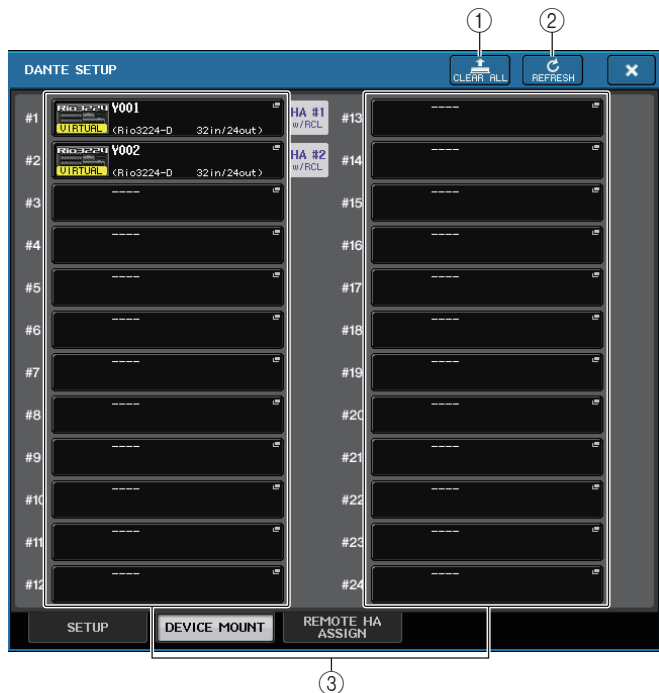 ① ②
DANTE SETUP CLEAR ALL REFRESH ×
#1 Rio3224 Y001 VIRTUAL (Rio3224-D 32in/24out) HA #1 w/RCL #13 ----
#2 Rio3224 Y002 VIRTUAL (Rio3224-D 32in/24out) HA #2 w/RCL #14 ----
#3 ---- #15 ----
#4 ---- #16 ----
#5 ---- #17 ----
#6 ---- #18 ----
#7 ---- #19 ----
#8 ---- #20 ----
#9 ---- #21 ----
#10 ---- #22 ----
#11 ---- #23 ----
#12 ---- #24 ----
SETUP DEVICE MOUNT REMOTE HA ASSIGN
③